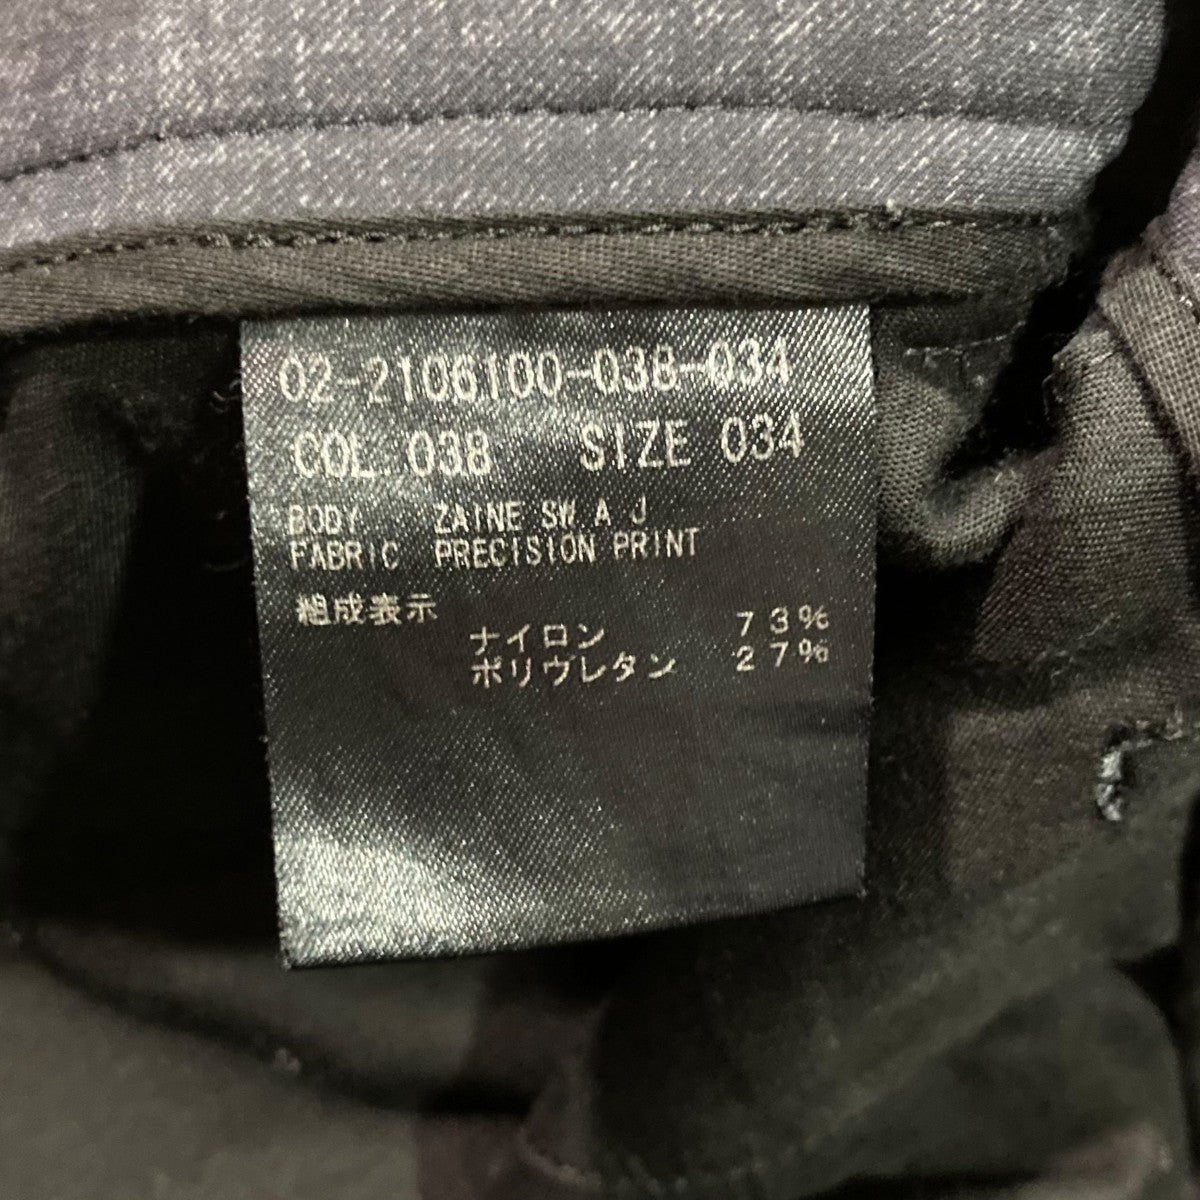 02-2106100-038-034
COL 038 SIZE 034
BODY ZAINE SW A J
FABRIC PRECISION PRINT
組成表示
ナイロン 73%
ポリウレタン 27%